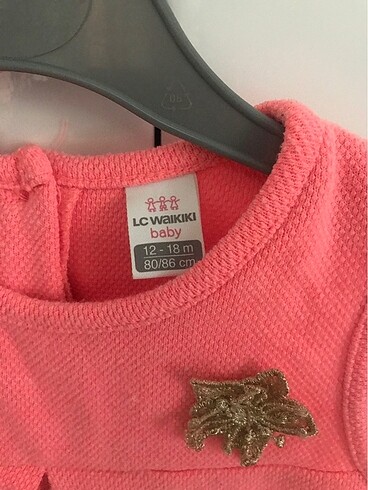 LC WAIKIKI
baby
12 - 18 m
80/86 cm